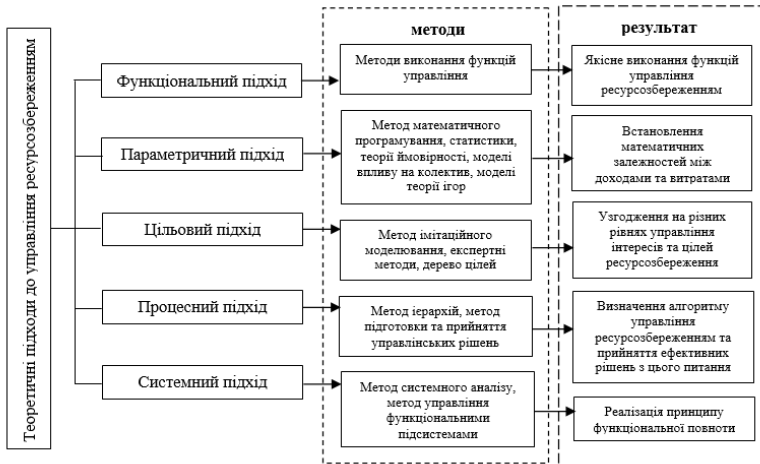 Теоретичні підходи до управління ресурсозбереженням
методи
результат
Функціональний підхід
Методи виконання функцій
управління
Якісне виконання функцій
управління
ресурсозбереженням
Параметричний підхід
Метод математичного
програмування, статистики,
теорії ймовірності, моделі
впливу на колектив, моделі
теорії ігор
Встановлення
математичних
залежностей між
доходами та витратами
Цільовий підхід
Метод імітаційного
моделювання, експертні
методи, дерево цілей
Узгодження на різних
рівнях управління
інтересів та цілей
ресурсозбереження
Процесний підхід
Метод ієрархій, метод
підготовки та прийняття
управлінських рішень
Визначення алгоритму
управління
ресурсозбереженням та
прийняття ефективних
рішень з цього питання
Системний підхід
Метод системного аналізу,
метод управління
функціональними
підсистемами
Реалізація принципу
функціональної повноти